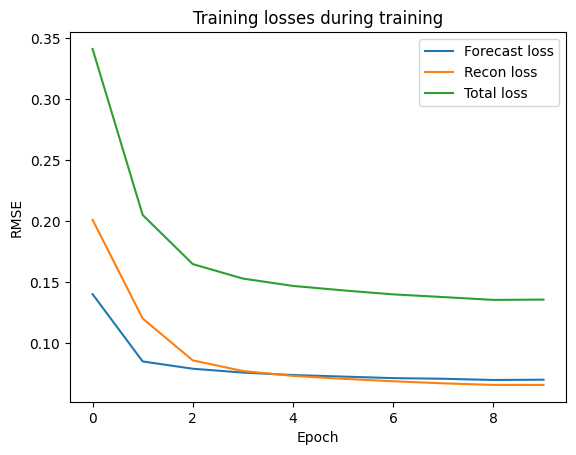 Training losses during training
0.35
0.30
0.25
0.20
0.15
0.10
RMSE
Forecast loss
Recon loss
Total loss
0
2
4
6
8
Epoch